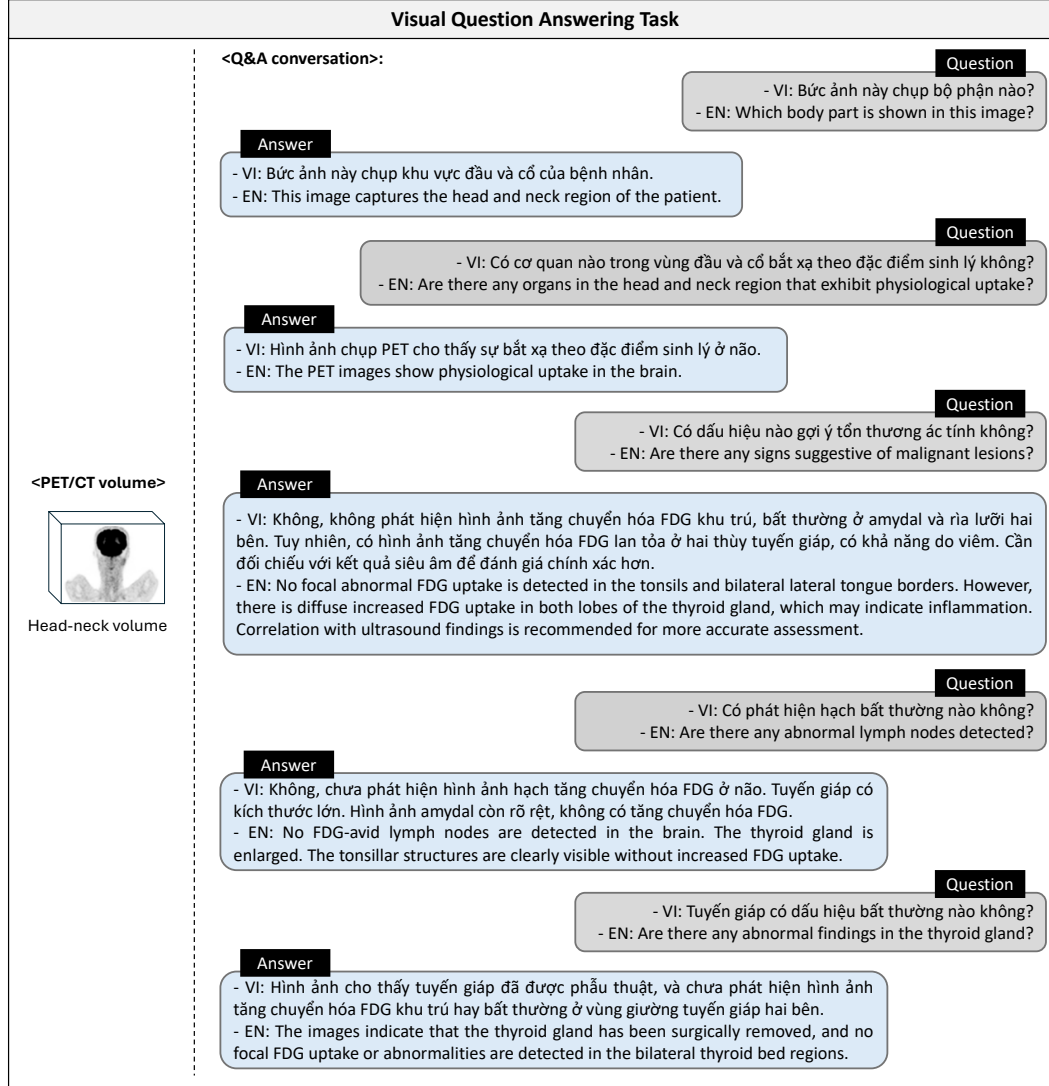 Visual Question Answering Task
<Q&A conversation>:
Question
- VI: Bức ảnh này chụp bộ phận nào?
- EN: Which body part is shown in this image?
Answer
- VI: Bức ảnh này chụp khu vực đầu và cổ của bệnh nhân.
- EN: This image captures the head and neck region of the patient.
Question
- VI: Có cơ quan nào trong vùng đầu và cổ bắt xạ theo đặc điểm sinh lý không?
- EN: Are there any organs in the head and neck region that exhibit physiological uptake?
Answer
- VI: Hình ảnh chụp PET cho thấy sự bắt xạ theo đặc điểm sinh lý ở não.
- EN: The PET images show physiological uptake in the brain.
Question
- VI: Có dấu hiệu nào gợi ý tổn thương ác tính không?
- EN: Are there any signs suggestive of malignant lesions?
<PET/CT volume>
Head-neck volume
Answer
- VI: Không, không phát hiện hình ảnh tăng chuyển hóa FDG khu trú, bất thường ở amydal và rìa lưỡi hai
bên. Tuy nhiên, có hình ảnh tăng chuyển hóa FDG lan tỏa ở hai thùy tuyến giáp, có khả năng do viêm. Cần
đối chiếu với kết quả siêu âm để đánh giá chính xác hơn.
- EN: No focal abnormal FDG uptake is detected in the tonsils and bilateral lateral tongue borders. However,
there is diffuse increased FDG uptake in both lobes of the thyroid gland, which may indicate inflammation.
Correlation with ultrasound findings is recommended for more accurate assessment.
Question
- VI: Có phát hiện hạch bất thường nào không?
- EN: Are there any abnormal lymph nodes detected?
Answer
- VI: Không, chưa phát hiện hình ảnh hạch tăng chuyển hóa FDG ở não. Tuyến giáp có
kích thước lớn. Hình ảnh amydal còn rõ rệt, không có tăng chuyển hóa FDG.
- EN: No FDG-avid lymph nodes are detected in the brain. The thyroid gland is
enlarged. The tonsillar structures are clearly visible without increased FDG uptake.
Question
- VI: Tuyến giáp có dấu hiệu bất thường nào không?
- EN: Are there any abnormal findings in the thyroid gland?
Answer
- VI: Hình ảnh cho thấy tuyến giáp đã được phẫu thuật, và chưa phát hiện hình ảnh
tăng chuyển hóa FDG khu trú hay bất thường ở vùng giường tuyến giáp hai bên.
- EN: The images indicate that the thyroid gland has been surgically removed, and no
focal FDG uptake or abnormalities are detected in the bilateral thyroid bed regions.